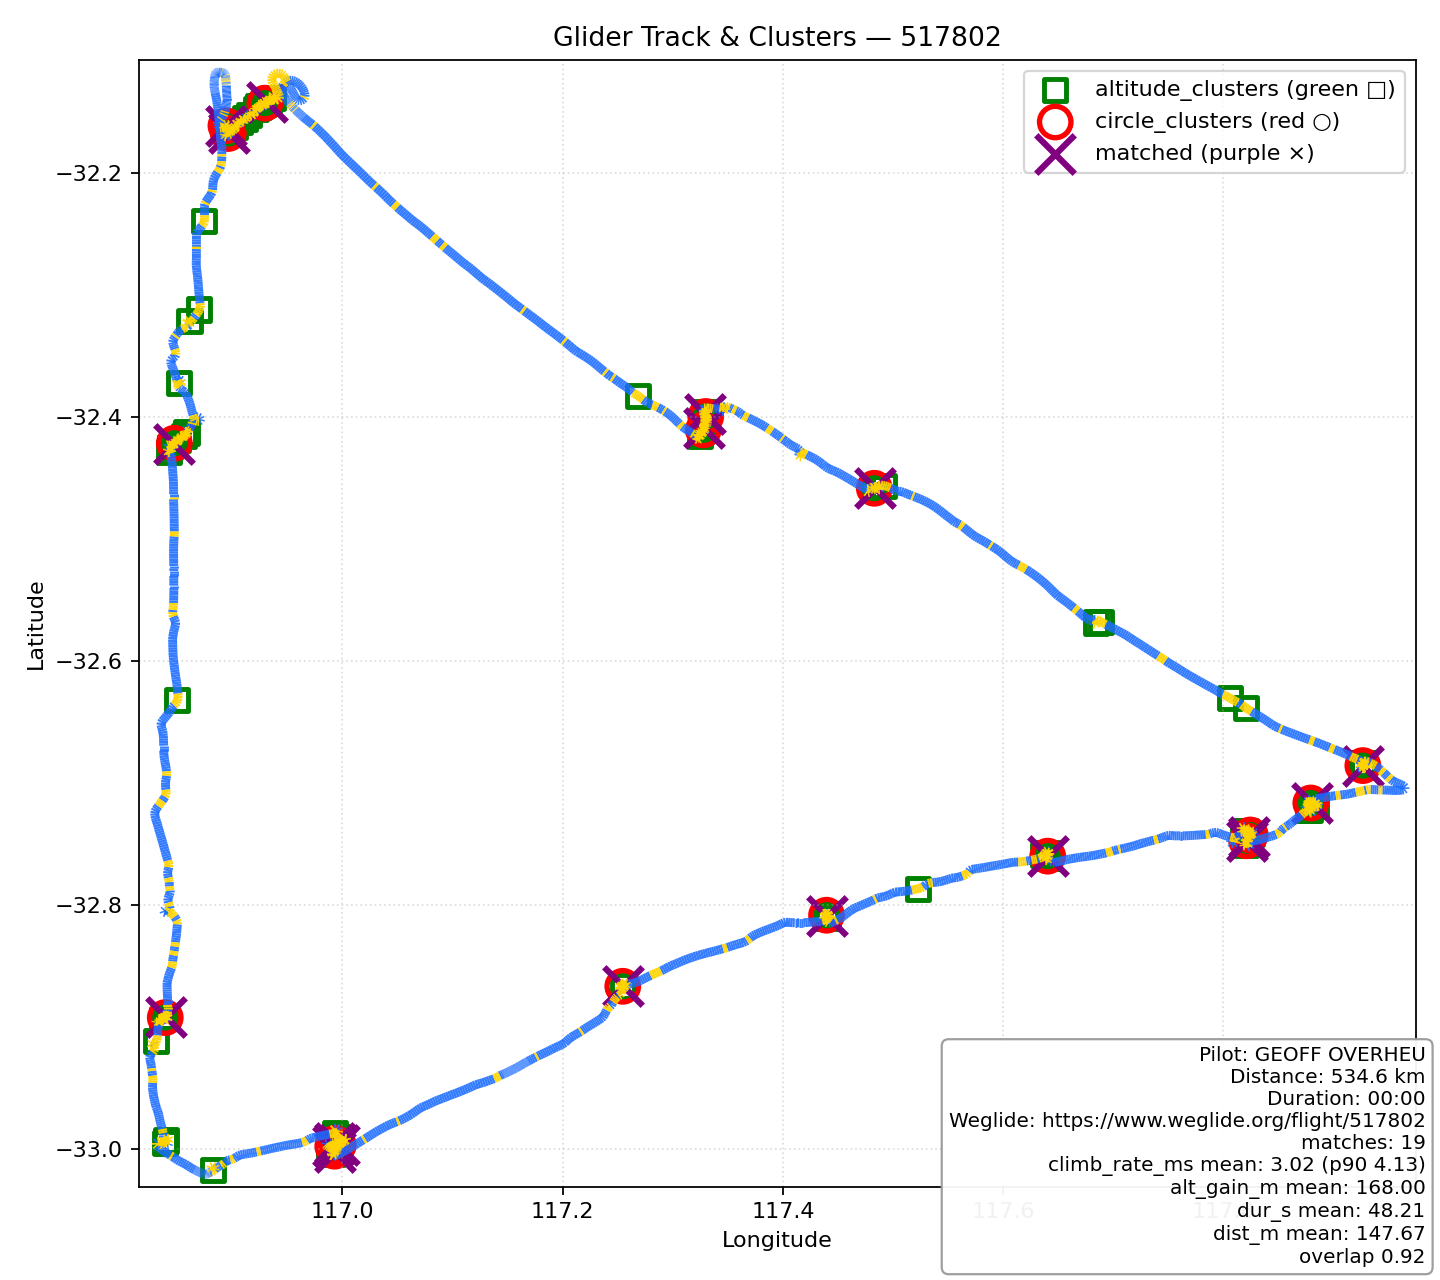 Glider Track & Clusters — 517802
altitude_clusters (green □)
circle_clusters (red ○)
matched (purple ×)
−32.2
−32.4
−32.6
−32.8
−33.0
Latitude
117.0
117.2
117.4
117.6
Longitude
Pilot: GEOFF OVERHEU
Distance: 534.6 km
Duration: 00:00
Weglide: https://www.weglide.org/flight/517802
matches: 19
climb_rate_ms mean: 3.02 (p90 4.13)
alt_gain_m mean: 168.00
dur_s mean: 48.21
dist_m mean: 147.67
overlap 0.92